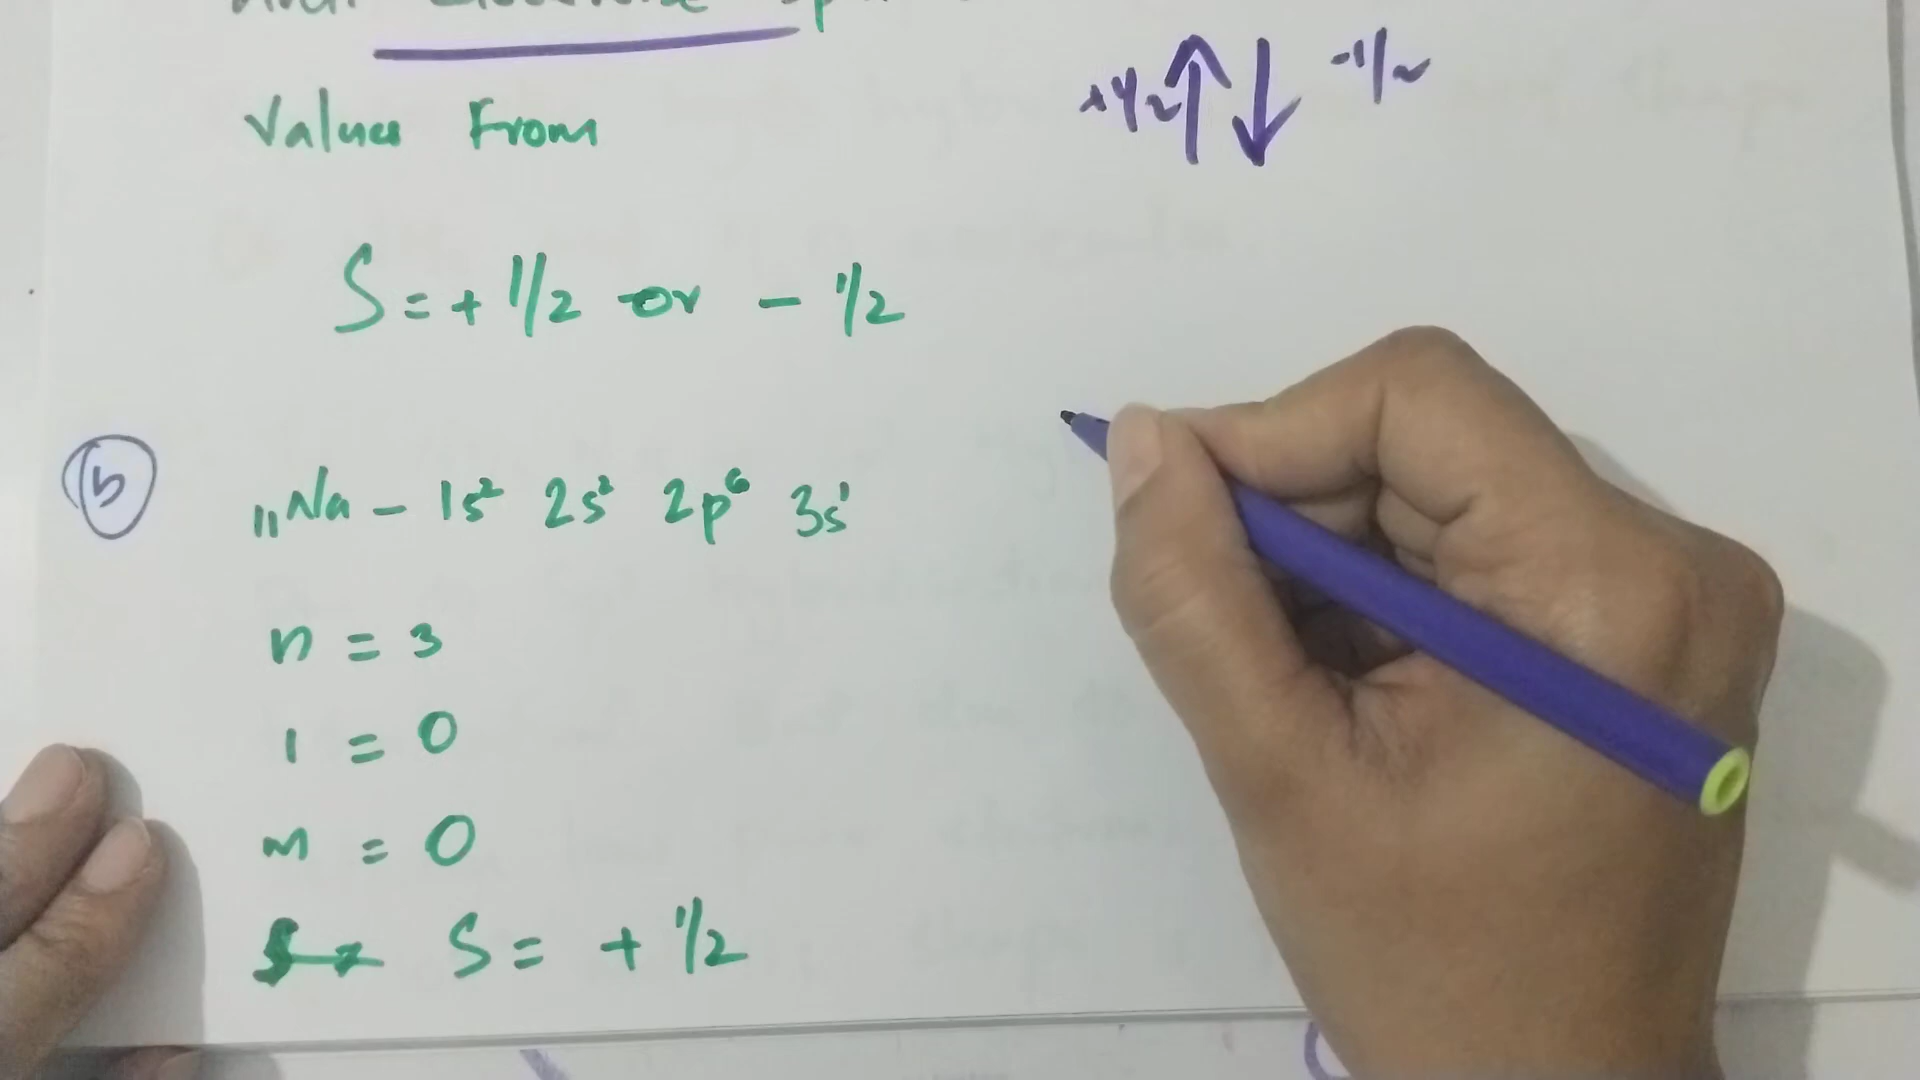 Values From
+1/2 -1/2
S = + 1/2 or - 1/2
b
11Na - 1s² 2s² 2p⁶ 3s¹
n = 3
l = 0
m = 0
S = + 1/2